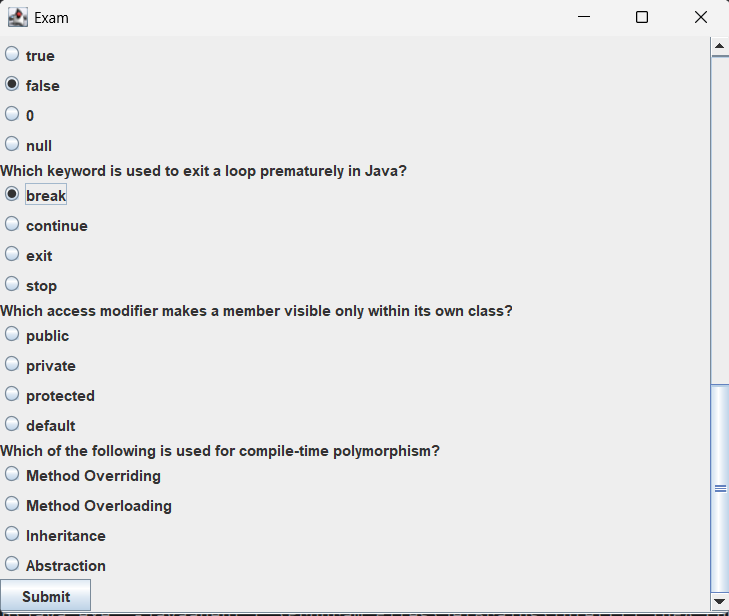 Exam
true
false
0
null
Which keyword is used to exit a loop prematurely in Java?
break
continue
exit
stop
Which access modifier makes a member visible only within its own class?
public
private
protected
default
Which of the following is used for compile-time polymorphism?
Method Overriding
Method Overloading
Inheritance
Abstraction
Submit